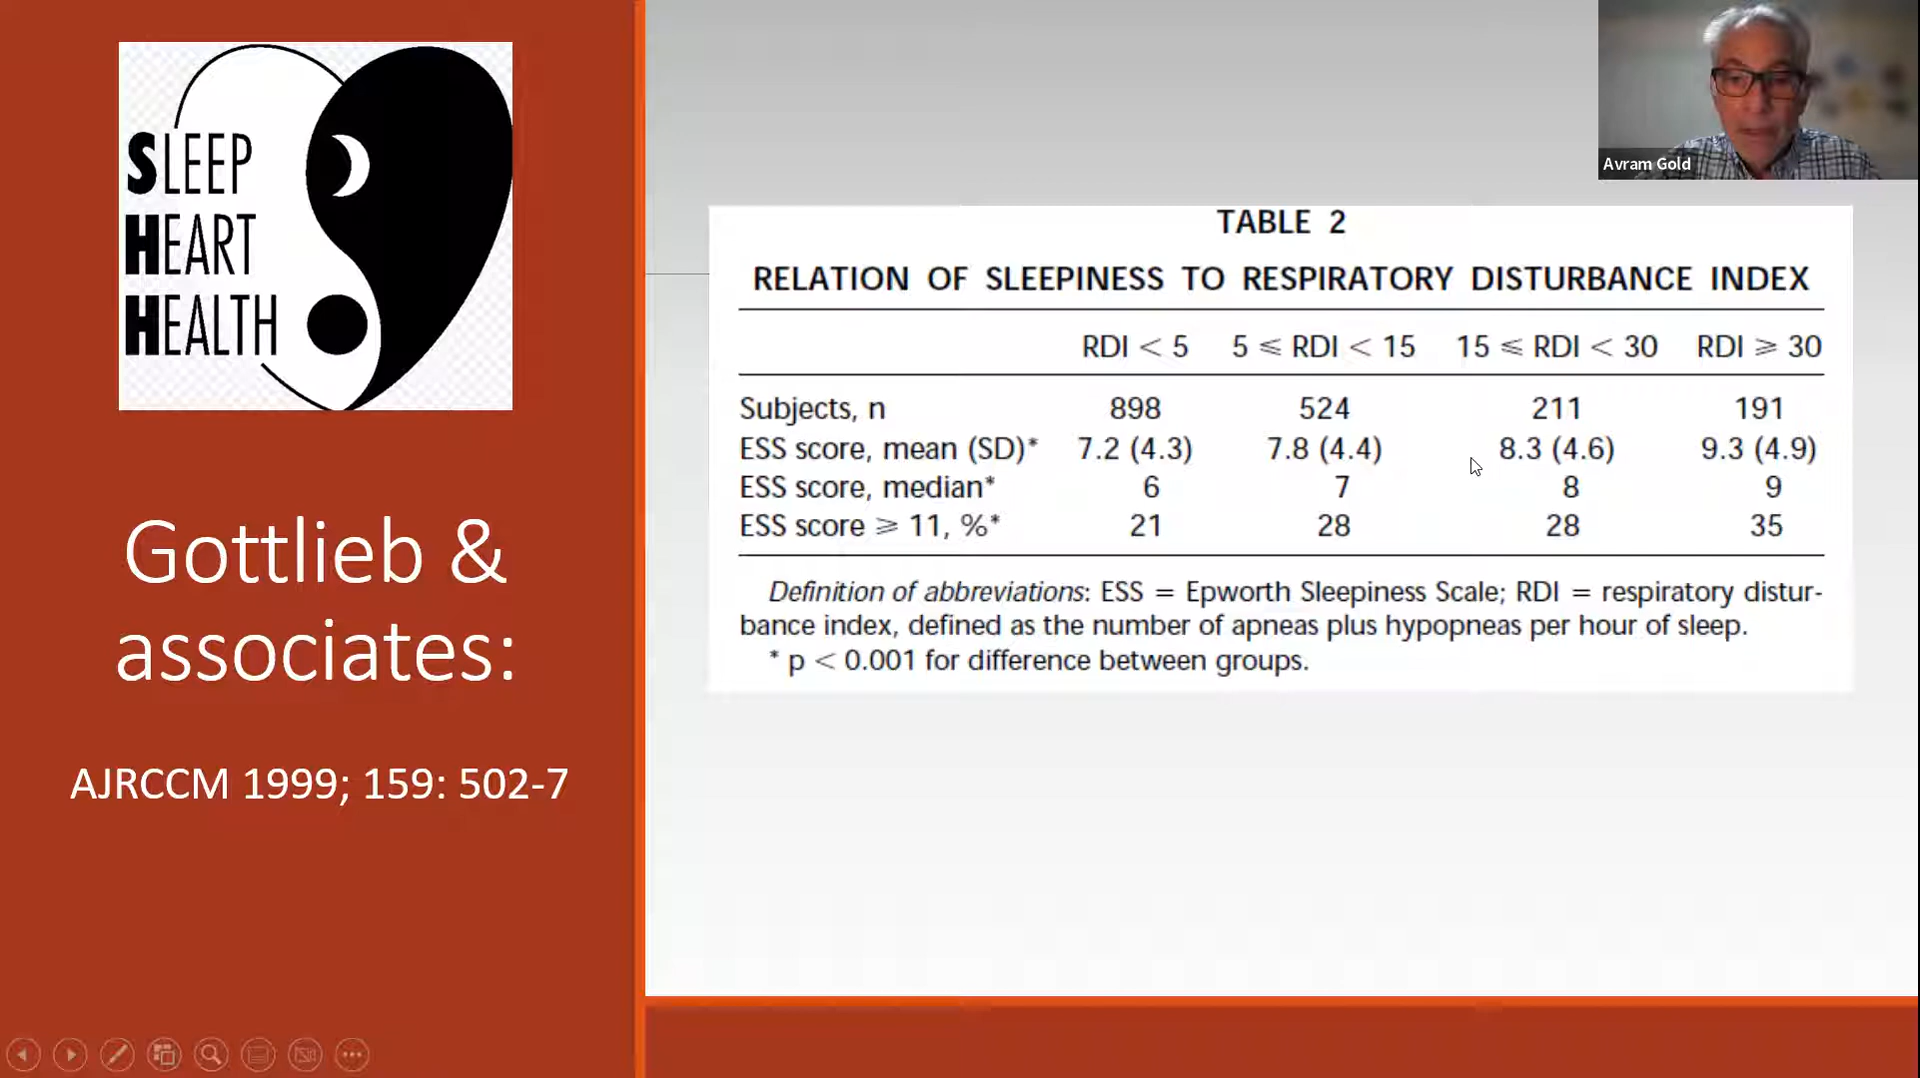 SLEEP
HEART
HEALTH
Gottlieb &
associates:
AJRCCM 1999; 159: 502-7
Avram Gold
TABLE 2
RELATION OF SLEEPINESS TO RESPIRATORY DISTURBANCE INDEX
RDI < 5 5 ⩽ RDI < 15 15 ⩽ RDI < 30 RDI ⩾ 30
Subjects, n 898 524 211 191
ESS score, mean (SD)* 7.2 (4.3) 7.8 (4.4) 8.3 (4.6) 9.3 (4.9)
ESS score, median* 6 7 8 9
ESS score ⩾ 11, %* 21 28 28 35
Definition of abbreviations: ESS = Epworth Sleepiness Scale; RDI = respiratory distur-
bance index, defined as the number of apneas plus hypopneas per hour of sleep.
* p < 0.001 for difference between groups.